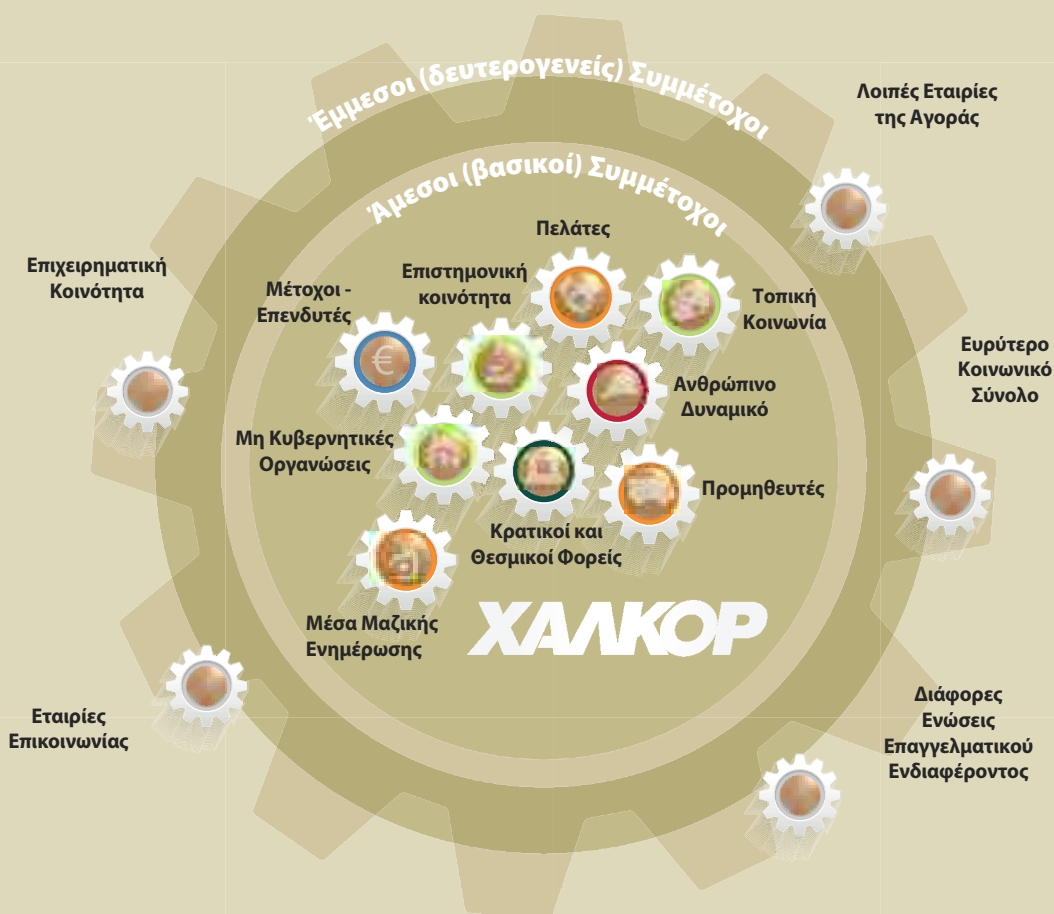 Έμμεσοι (δευτερογενείς) Συμμέτοχοι
Λοιπές Εταιρίες
της Αγοράς
Άμεσοι (βασικοί) Συμμέτοχοι
Πελάτες
Επιχειρηματική
Κοινότητα
Μέτοχοι -
Επενδυτές
Επιστημονική
κοινότητα
Τοπική
Κοινωνία
Ευρύτερο
Κοινωνικό
Σύνολο
€
Ανθρώπινο
Δυναμικό
Μη Κυβερνητικές
Οργανώσεις
Προμηθευτές
Κρατικοί και
Θεσμικοί Φορείς
Μέσα Μαζικής
Ενημέρωσης
ΧΑΛΚΟΡ
Εταιρίες
Επικοινωνίας
Διάφορες
Ενώσεις
Επαγγελματικού
Ενδιαφέροντος